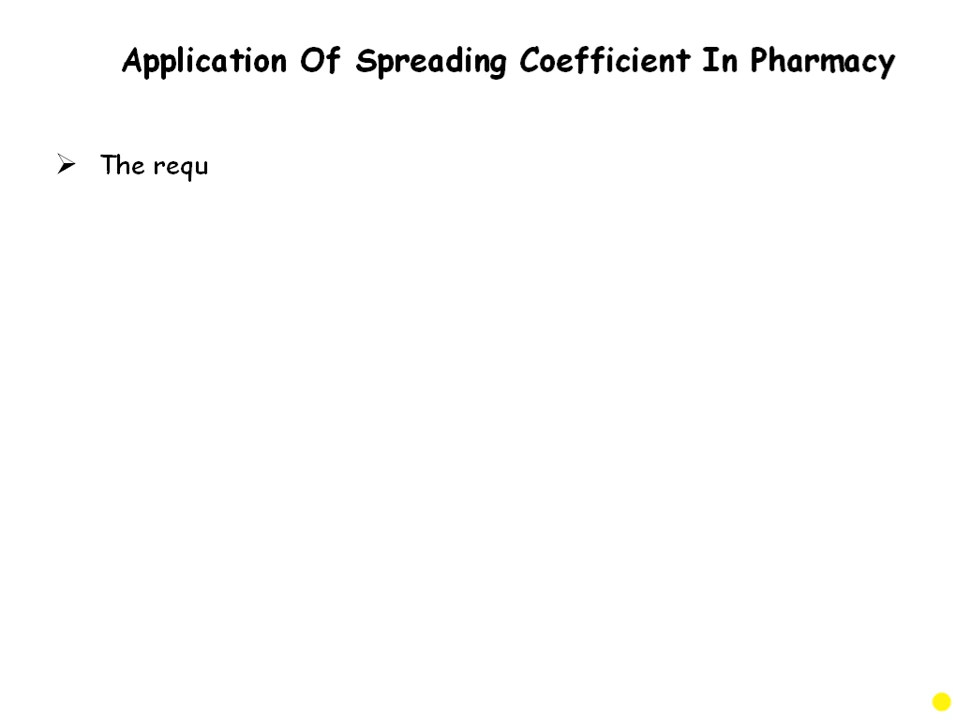 Application Of Spreading Coefficient In Pharmacy
➢ The requ